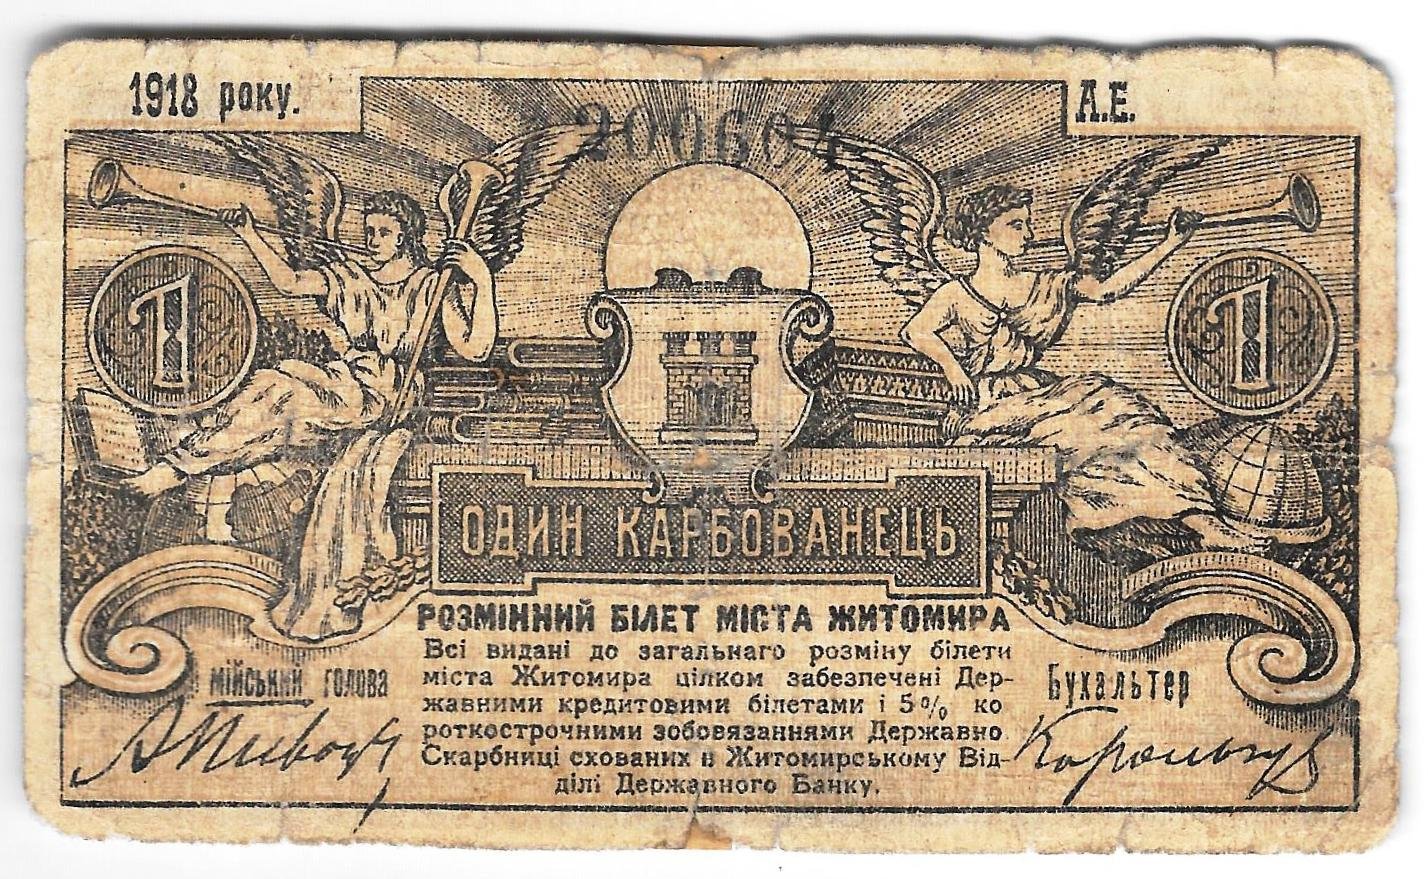 1918 року.
А.Е.
200604
1
1
ОДИН КАРБОВАНЕЦЬ
РОЗМІННИЙ БІЛЕТ МІСТА ЖИТОМИРА
Всі видані до загальнаго розміну білети
міста Житомира цілком забезпечені Дер-
жавними кредитовими білетами і 5% ко
роткострочними зобовязаннями Державно
Скарбниці схованих в Житомирському Від-
ділі Державного Банку.
мійський голова
Бухальтер